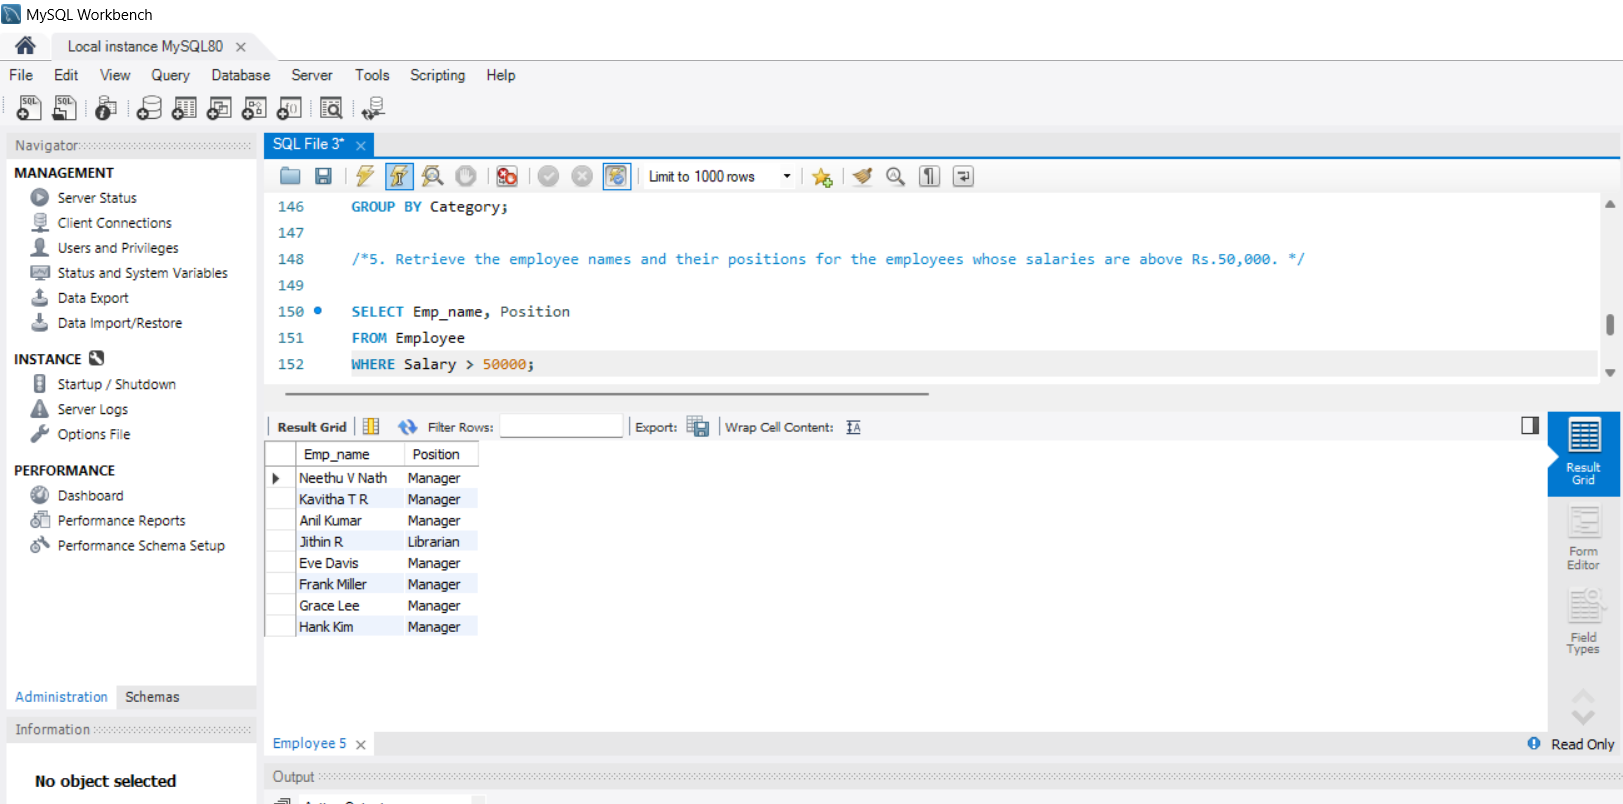 MySQL Workbench
Local instance MySQL80
File Edit View Query Database Server Tools Scripting Help
Navigator
MANAGEMENT
Server Status
Client Connections
Users and Privileges
Status and System Variables
Data Export
Data Import/Restore
INSTANCE
Startup / Shutdown
Server Logs
Options File
PERFORMANCE
Dashboard
Performance Reports
Performance Schema Setup
Administration Schemas
Information
No object selected
SQL File 3*
Limit to 1000 rows
146 GROUP BY Category;
147
148 /*5. Retrieve the employee names and their positions for the employees whose salaries are above Rs.50,000. */
149
150 SELECT Emp_name, Position
151 FROM Employee
152 WHERE Salary > 50000;
Result Grid Filter Rows: Export: Wrap Cell Content:
Emp_name Position
Neethu V Nath Manager
Kavitha T R Manager
Anil Kumar Manager
Jithin R Librarian
Eve Davis Manager
Frank Miller Manager
Grace Lee Manager
Hank Kim Manager
Result
Grid
Form
Editor
Field
Types
Employee 5
Read Only
Output